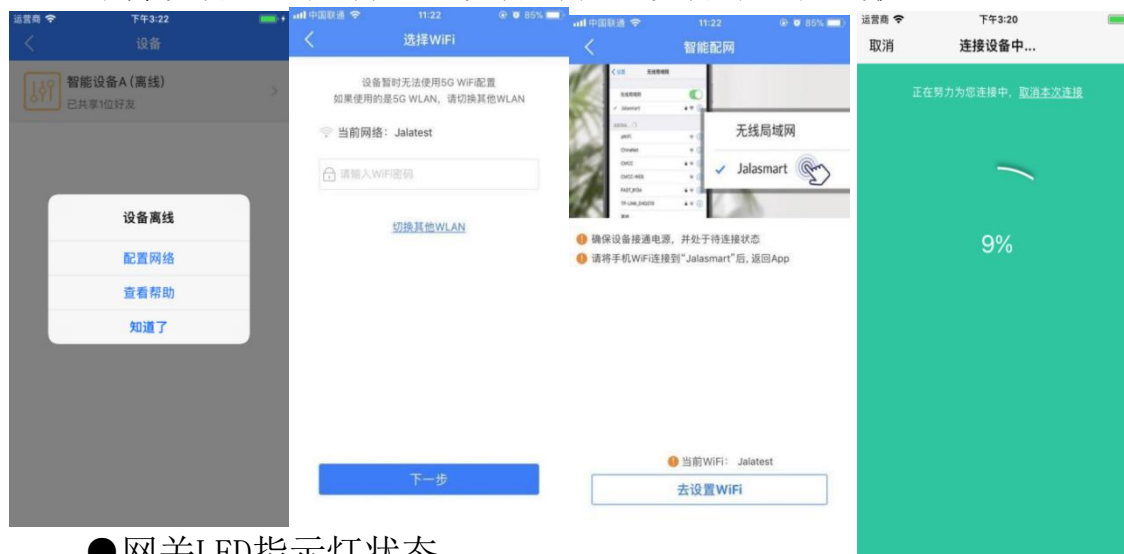 运营商 下午3:22
设备
智能设备A(离线)
已共享1位好友
设备离线
配置网络
查看帮助
知道了
中国联通 11:22 85%
选择WiFi
设备暂时无法使用5G WiFi配置
如果使用的是5G WLAN、请切换其他WLAN
当前网络: Jalatest
请输入WiFi密码
切换其他WLAN
下一步
中国联通 11:22 85%
智能配网
无线局域网
Jalasmart
无线局域网
Jalasmart
CMCC
CMCC-WEB
确保设备接通电源，并处于待连接状态
请将手机WiFi连接到“Jalasmart”后, 返回App
当前WiFi: Jalatest
去设置WiFi
运营商 下午3:20
取消 连接设备中...
正在努力为您连接中, 取消本次连接
9%
●网关LED指示灯状态